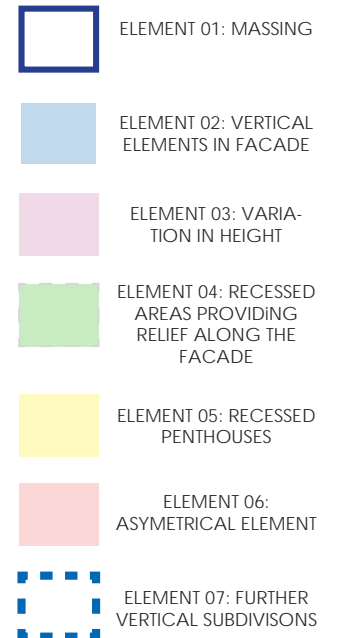 ELEMENT 01: MASSING
ELEMENT 02: VERTICAL
ELEMENTS IN FACADE
ELEMENT 03: VARIA-
TION IN HEIGHT
ELEMENT 04: RECESSED
AREAS PROVIDiNG
RELIEF ALONG THE
FACADE
ELEMENT 05: RECESSED
PENTHOUSES
ELEMENT 06:
ASYMETRICAL ELEMENT
ELEMENT 07: FURTHER
VERTICAL SUBDIVISONS